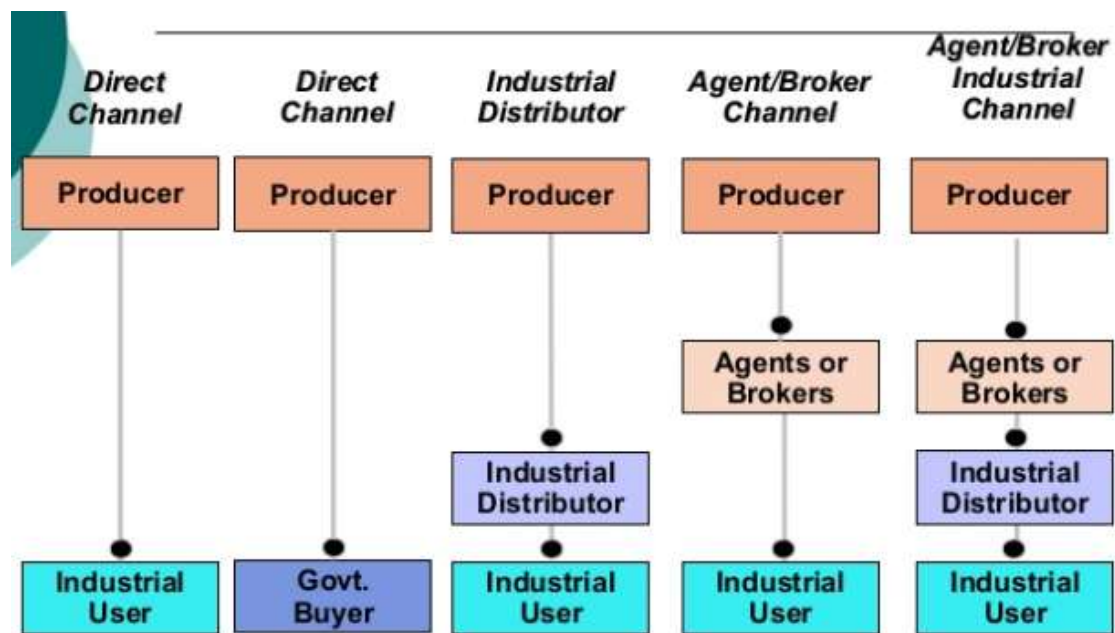 Direct
Channel
Direct
Channel
Industrial
Distributor
Agent/Broker
Channel
Agent/Broker
Industrial
Channel
Producer
Producer
Producer
Producer
Producer
Agents or
Brokers
Agents or
Brokers
Industrial
Distributor
Industrial
Distributor
Industrial
User
Govt.
Buyer
Industrial
User
Industrial
User
Industrial
User